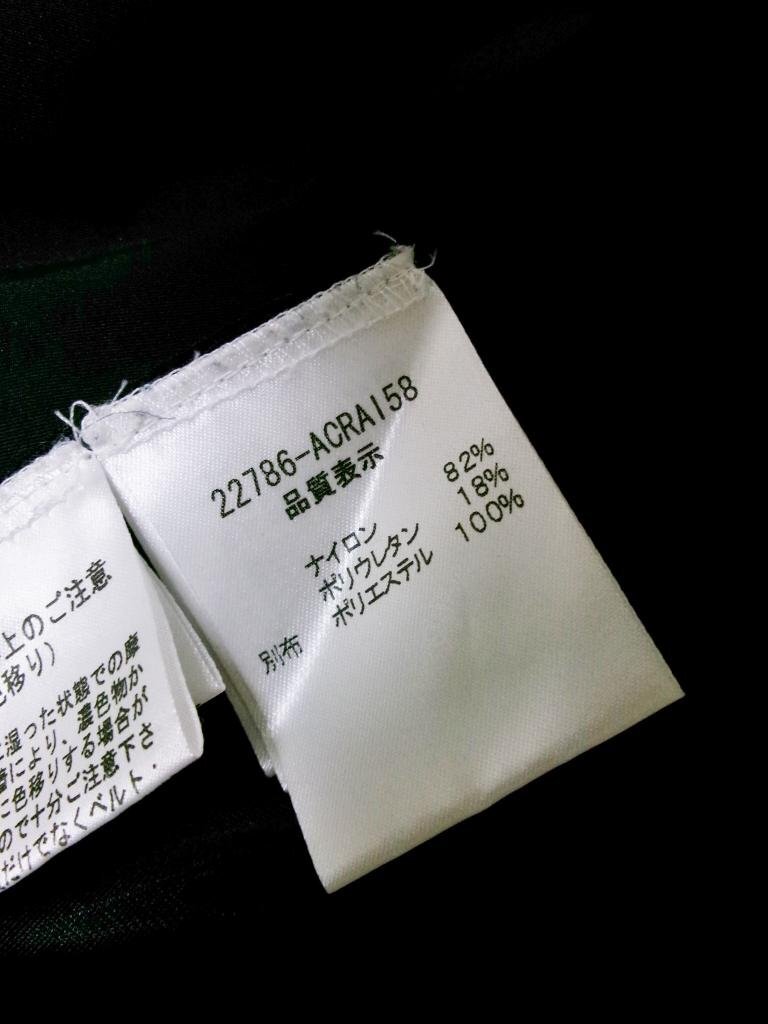 22786-ACRA158
品質表示
ナイロン 82%
ポリウレタン 18%
別布 ポリエステル 100%
上のご注意
移り)
湿った状態での摩
により、濃色物か
に色移りする場合が
ので十分ご注意下さ
だけでなくベルト・